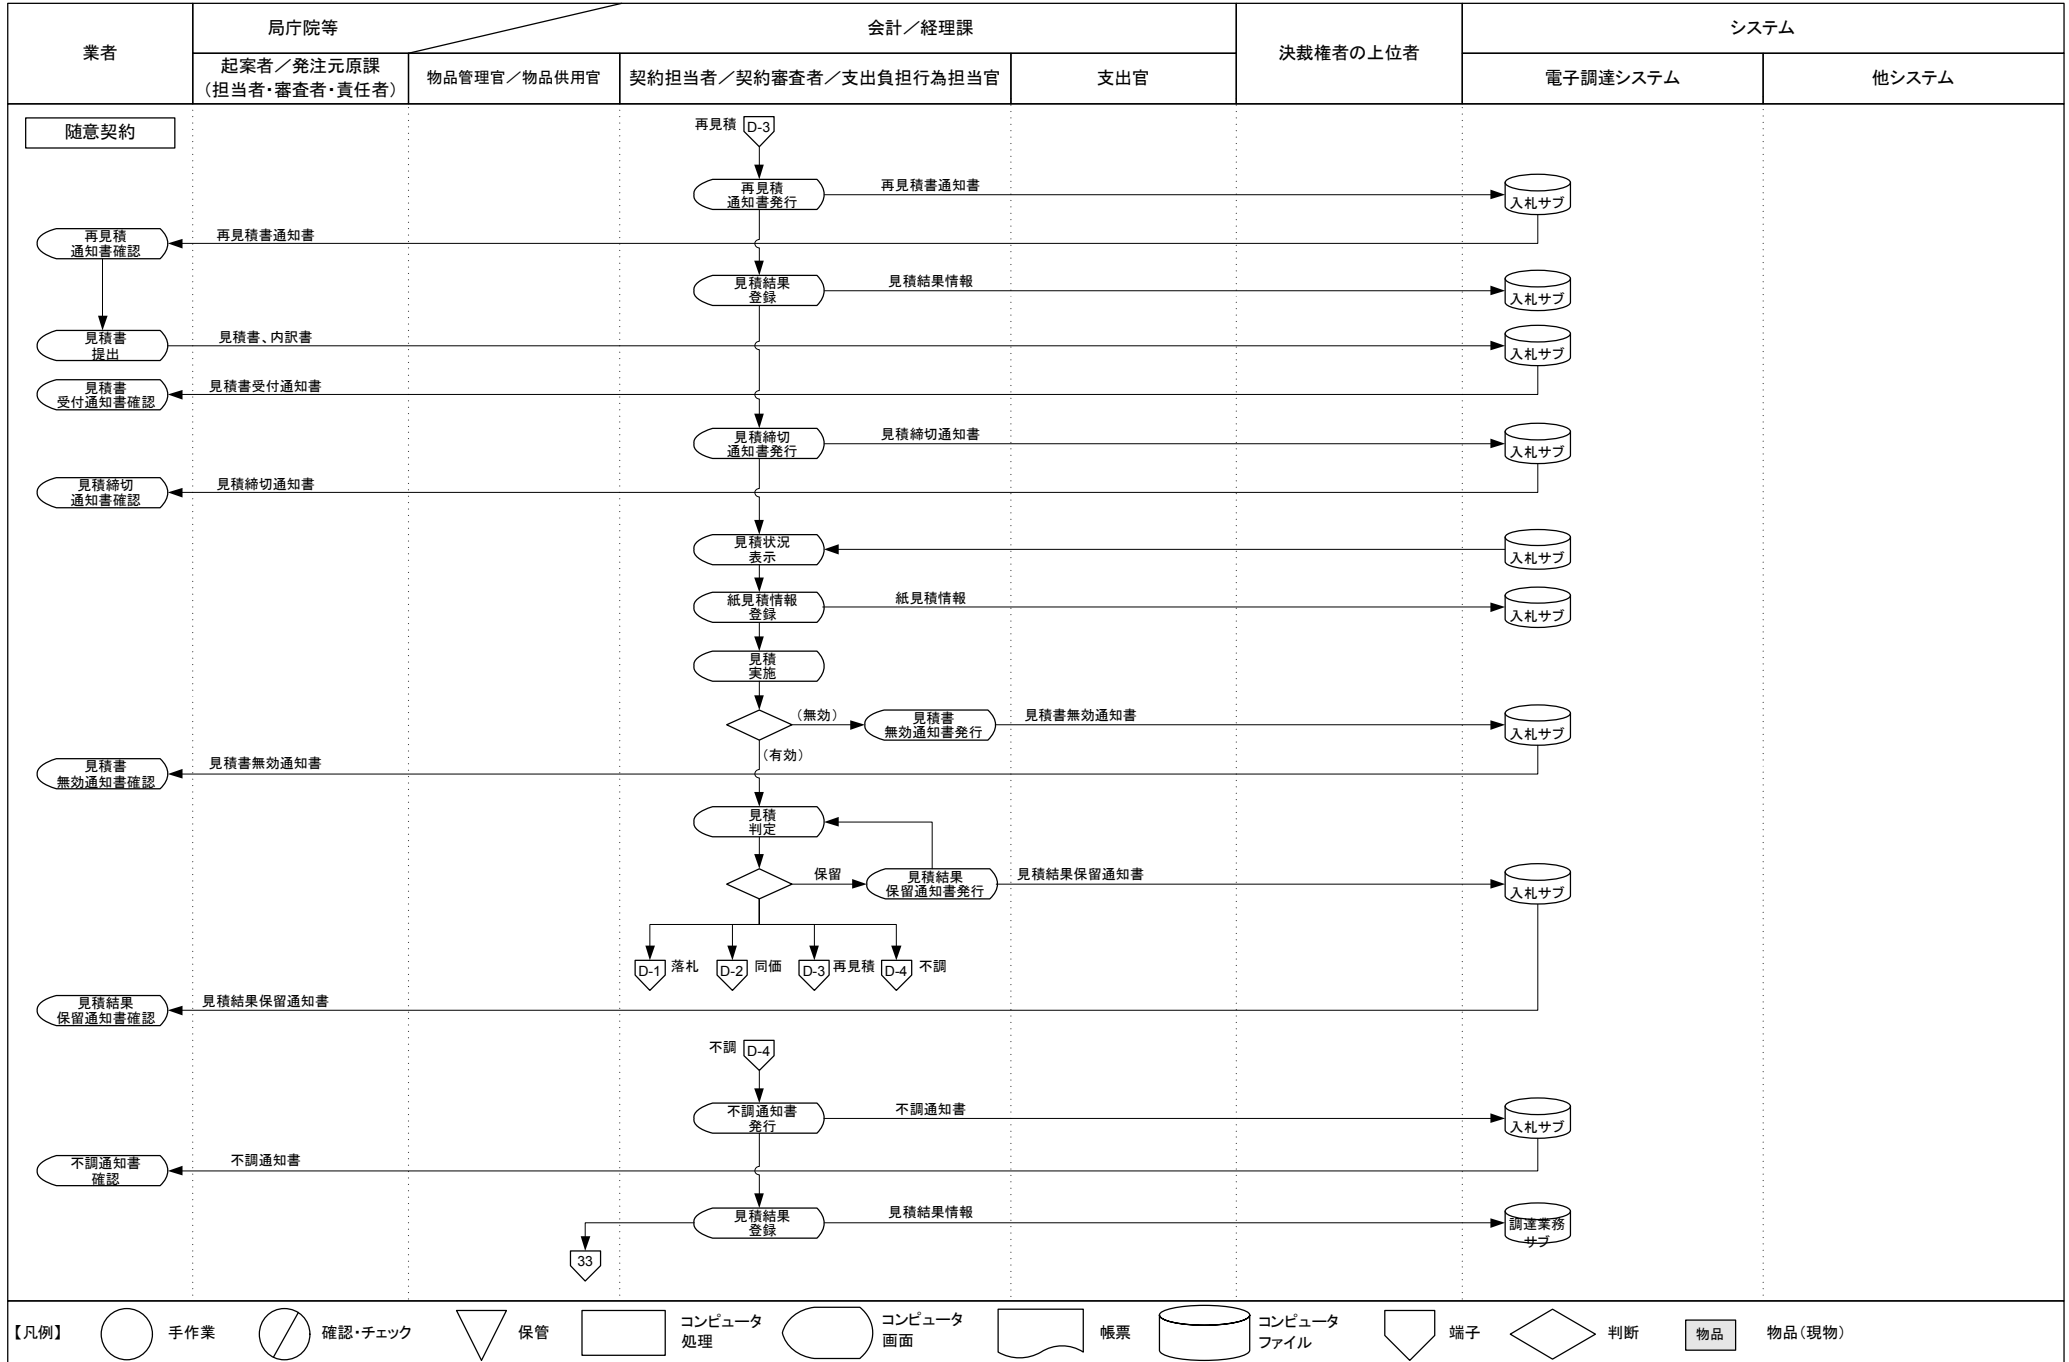 業者
局庁院等
会計／経理課
決裁権者の上位者
システム
起案者／発注元原課
（担当者・審査者・責任者）
物品管理官／物品供用官
契約担当者／契約審査者／支出負担行為担当官
支出官
電子調達システム
他システム
随意契約
再見積
D-3
再見積
通知書発行
再見積書通知書
入札サブ
再見積
通知書確認
再見積書通知書
見積結果
登録
見積結果情報
入札サブ
見積書
提出
見積書、内訳書
入札サブ
見積書
受付通知書確認
見積書受付通知書
見積締切
通知書発行
見積締切通知書
入札サブ
見積締切
通知書確認
見積締切通知書
見積状況
表示
入札サブ
紙見積情報
登録
紙見積情報
入札サブ
見積
実施
（無効）
見積書
無効通知書発行
見積書無効通知書
入札サブ
（有効）
見積書
無効通知書確認
見積書無効通知書
見積
判定
保留
見積結果
保留通知書発行
見積結果保留通知書
入札サブ
D-1
落札
D-2
同価
D-3
再見積
D-4
不調
見積結果
保留通知書確認
見積結果保留通知書
不調
D-4
不調通知書
発行
不調通知書
入札サブ
不調通知書
確認
不調通知書
見積結果
登録
見積結果情報
調達業務
サブ
33
【凡例】
手作業
確認・チェック
保管
コンピュータ
処理
コンピュータ
画面
帳票
コンピュータ
ファイル
端子
判断
物品
物品（現物）